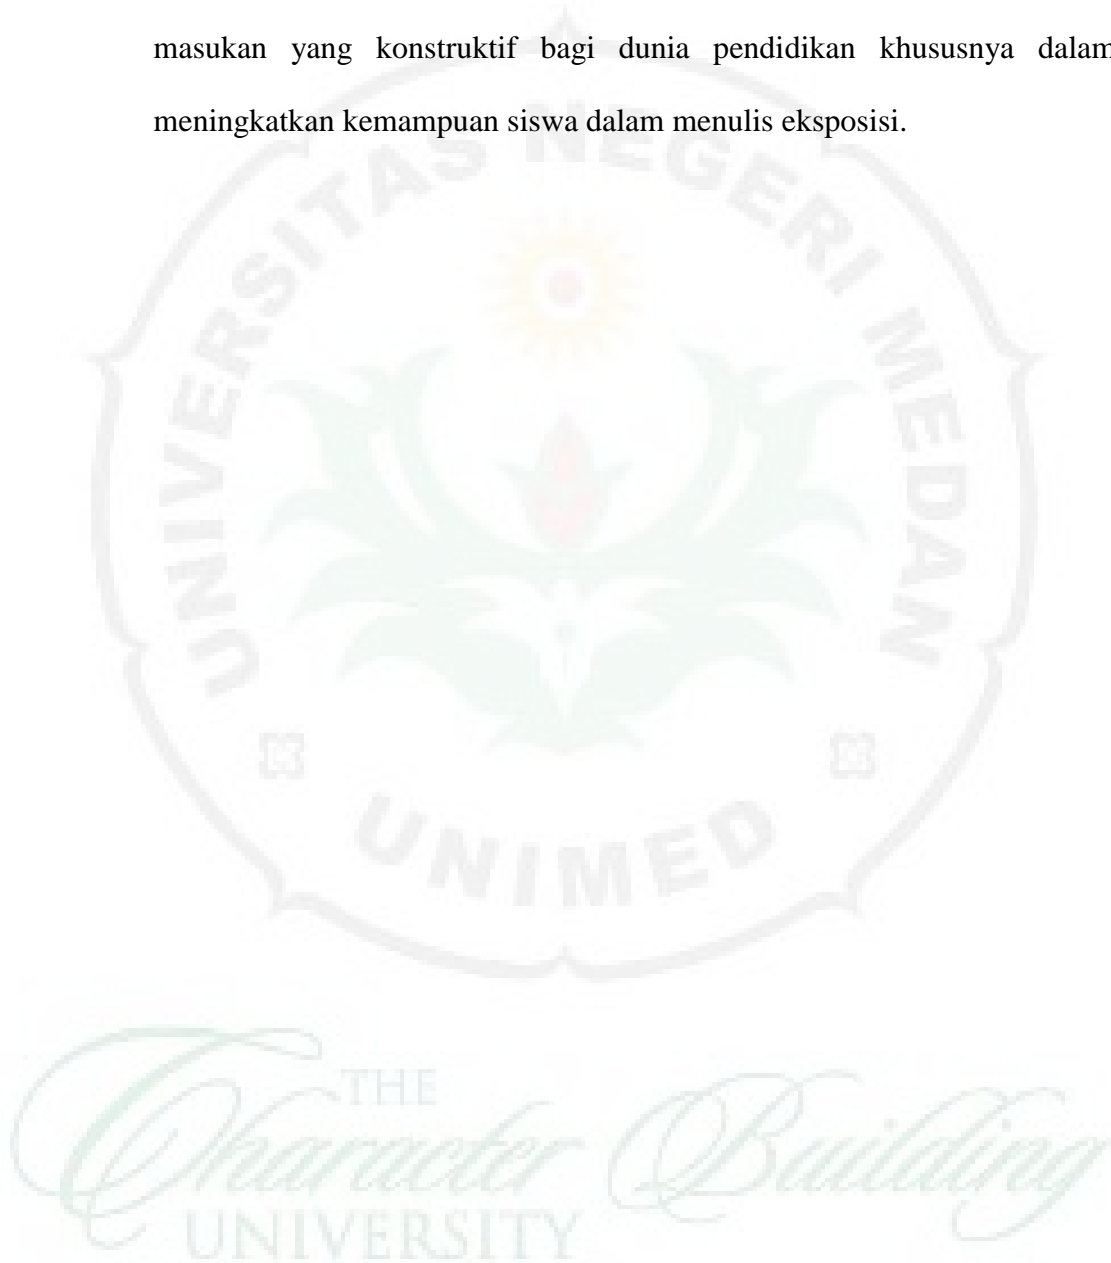 masukan yang konstruktif bagi dunia pendidikan khususnya dalam
meningkatkan kemampuan siswa dalam menulis eksposisi.
UNIVERSITAS NEGERI MEDAN
UNIMED
THE
Character Building
UNIVERSITY